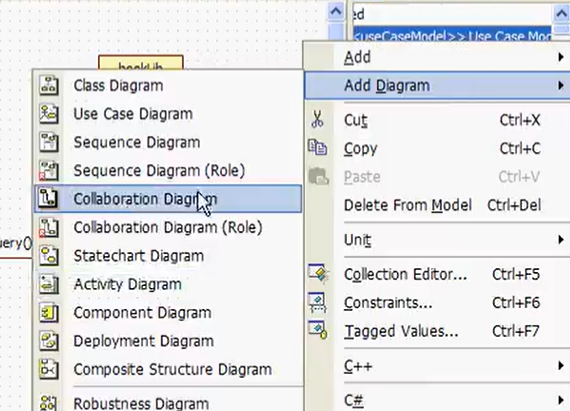 ed
<<useCaseModel>> Use Case Mod
bookLib
uery()
Class Diagram
Use Case Diagram
Sequence Diagram
Sequence Diagram (Role)
Collaboration Diagram
Collaboration Diagram (Role)
Statechart Diagram
Activity Diagram
Component Diagram
Deployment Diagram
Composite Structure Diagram
Robustness Diagram
Add
Add Diagram
Cut Ctrl+X
Copy Ctrl+C
Paste Ctrl+V
Delete From Model Ctrl+Del
Unit
Collection Editor... Ctrl+F5
Constraints... Ctrl+F6
Tagged Values... Ctrl+F7
C++
C#